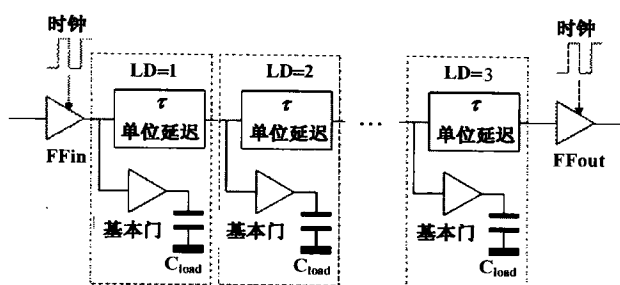 时钟
时钟
LD=1
LD=2
LD=3
τ
单位延迟
τ
单位延迟
...
τ
单位延迟
FFin
FFout
基本门
Cload
基本门
Cload
基本门
Cload